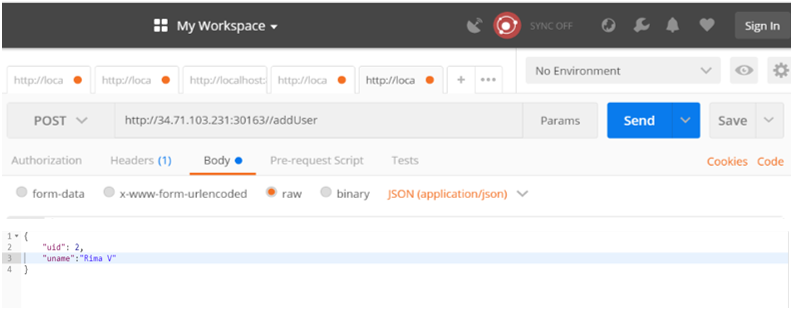 My Workspace
SYNC OFF
Sign In
http://loca
http://loca
http://localhost:
http://loca
http://loca
+
•••
No Environment
POST
http://34.71.103.231:30163//addUser
Params
Send
Save
Authorization
Headers (1)
Body
Pre-request Script
Tests
Cookies
Code
form-data
x-www-form-urlencoded
raw
binary
JSON (application/json)
1 {
2 "uid": 2,
3 "uname":"Rima V"
4 }